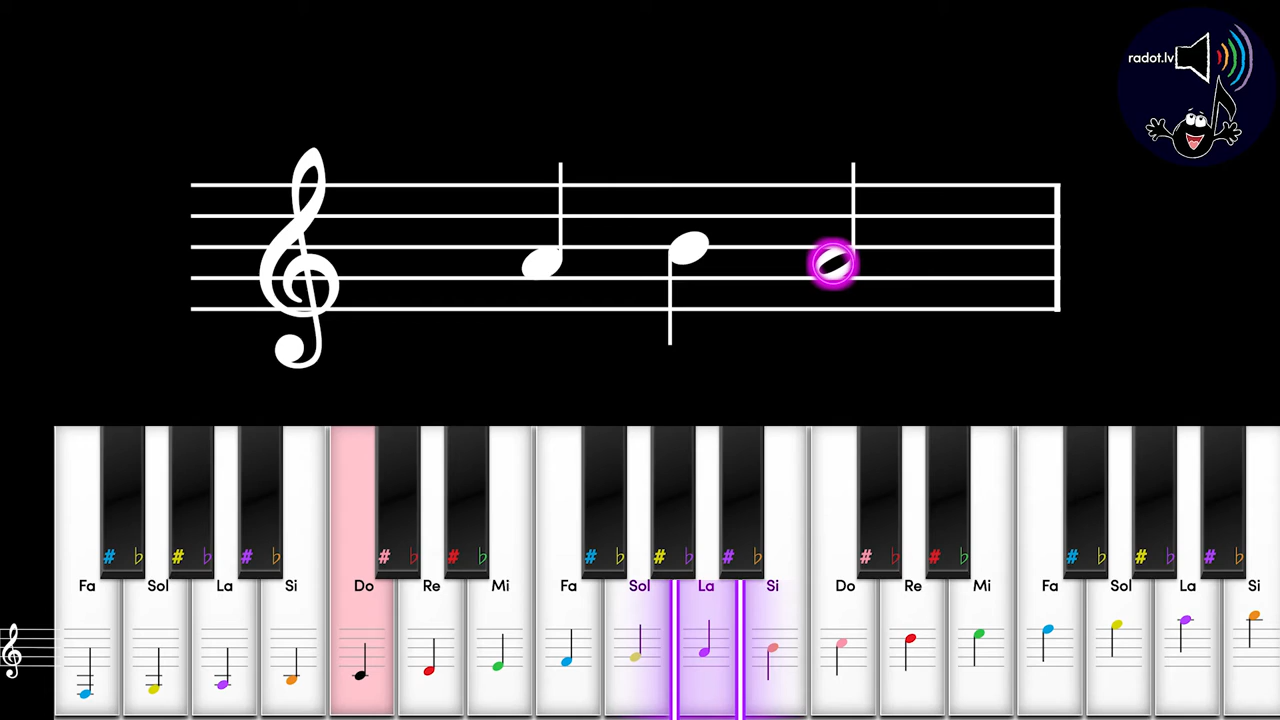 radot.lv
# ♭ # ♭ # ♭ # ♭ # ♭ # ♭ # ♭ # ♭ # ♭ # ♭ # ♭ # ♭ # ♭
Fa Sol La Si Do Re Mi Fa Sol La Si Do Re Mi Fa Sol La Si